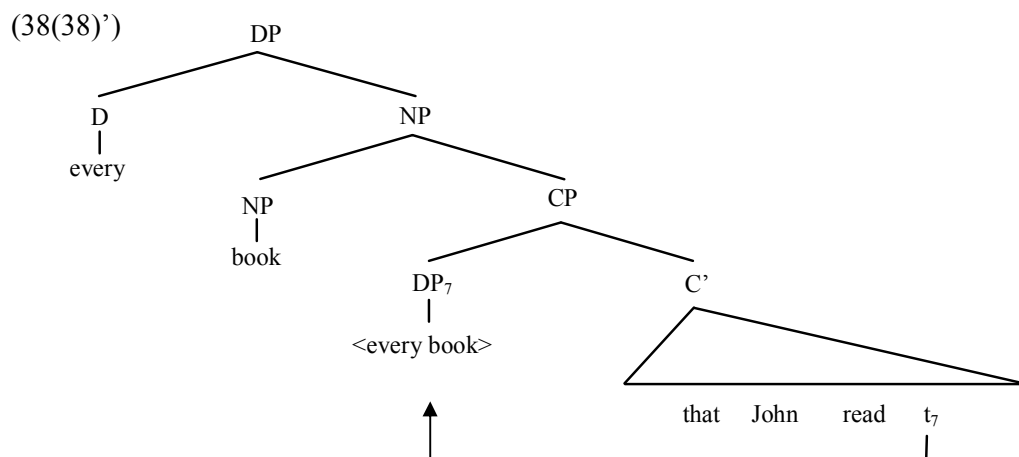 (38(38)’)
DP
D NP
every
NP CP
book
DP₇ C’
<every book>
that John read t₇